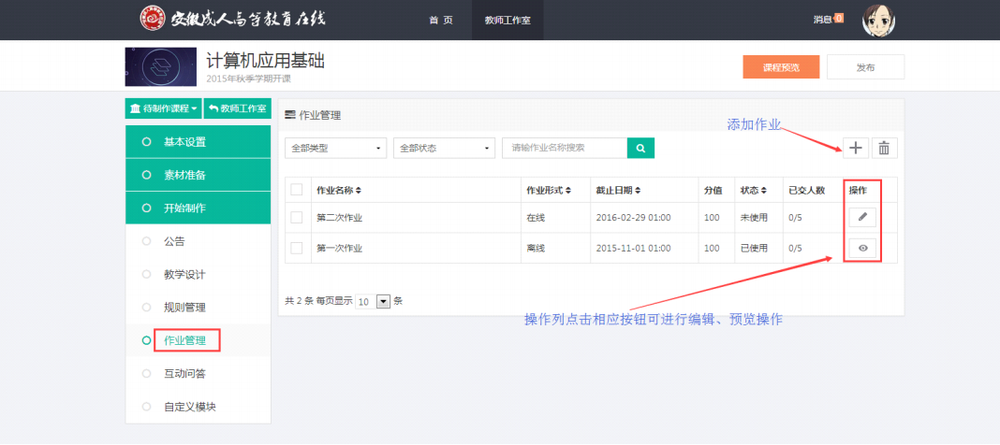 安徽成人高等教育在线
首 页
教师工作室
消息 0
计算机应用基础
2015年秋季学期开课
课程预览
发布
待制作课程
教师工作室
基本设置
素材准备
开始制作
公告
教学设计
规则管理
作业管理
互动问答
自定义模块
作业管理
添加作业
全部类型
全部状态
请输作业名称搜索
作业名称 作业形式 截止日期 分值 状态 已交人数 操作
第二次作业 在线 2016-02-29 01:00 100 未使用 0/5
第一次作业 离线 2015-11-01 01:00 100 已使用 0/5
共 2 条 每页显示 10 条
操作列点击相应按钮可进行编辑、预览操作